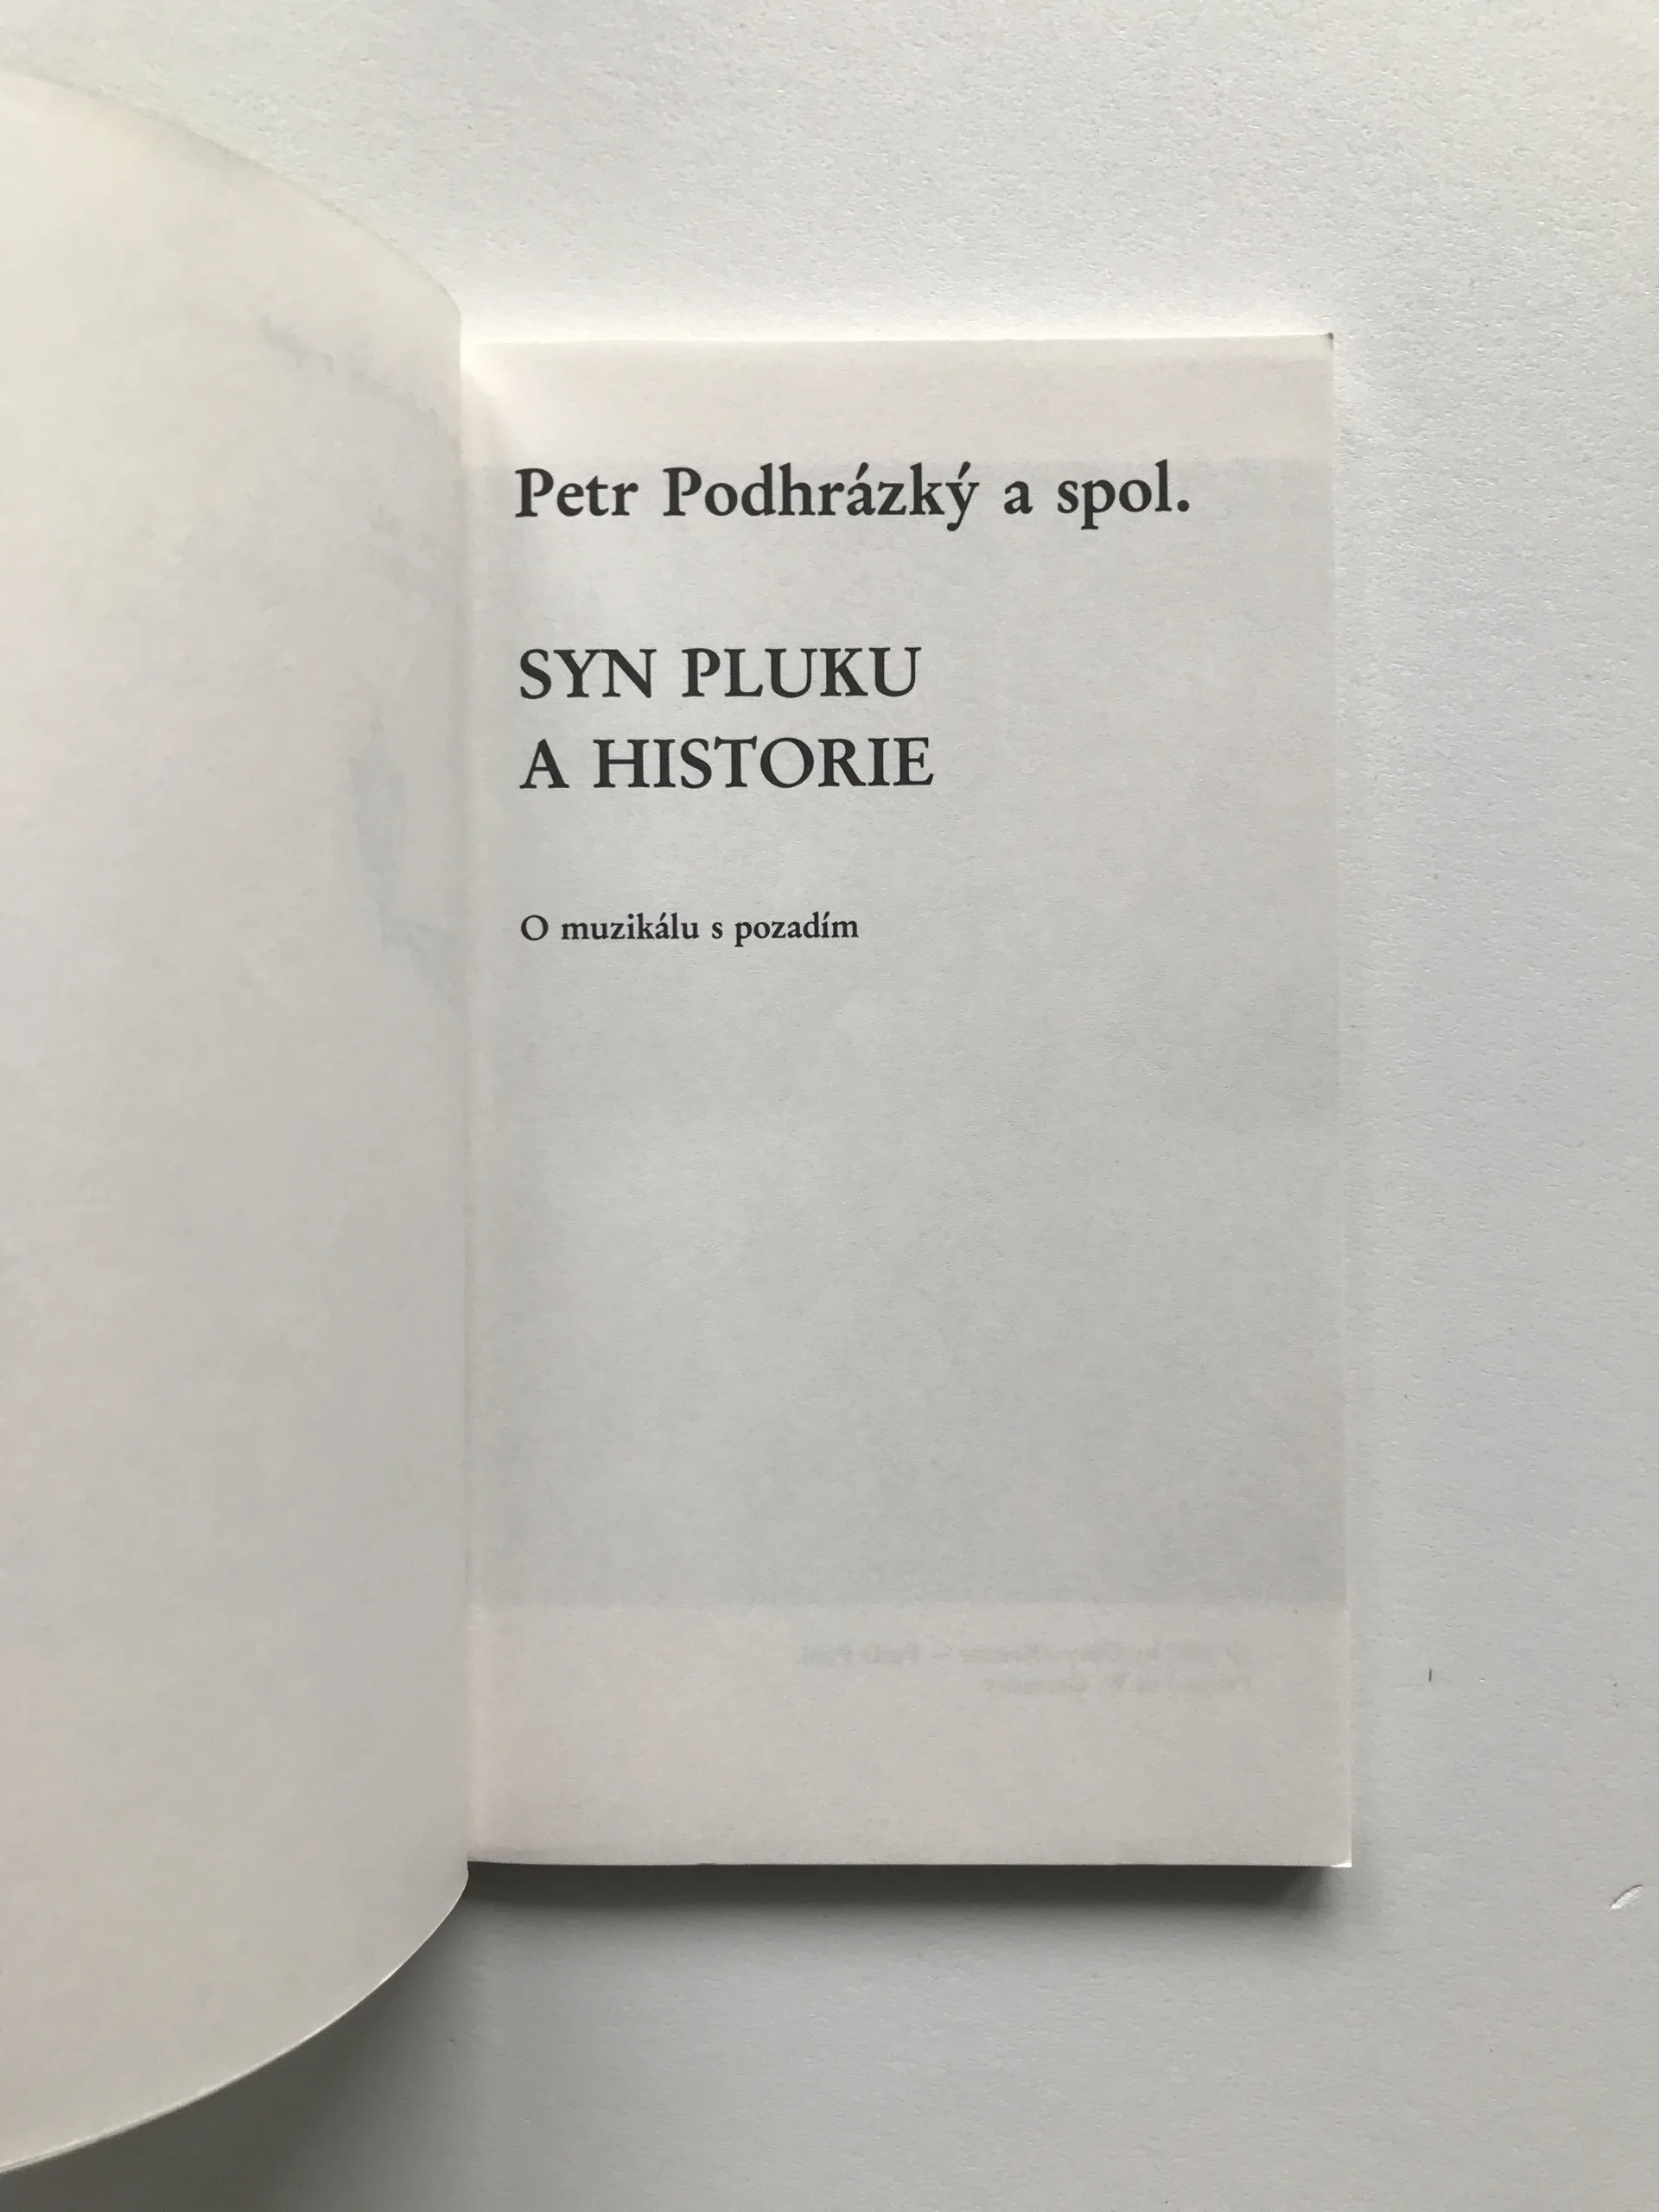 Petr Podhrázký a spol.
SYN PLUKU
A HISTORIE
O muzikálu s pozadím